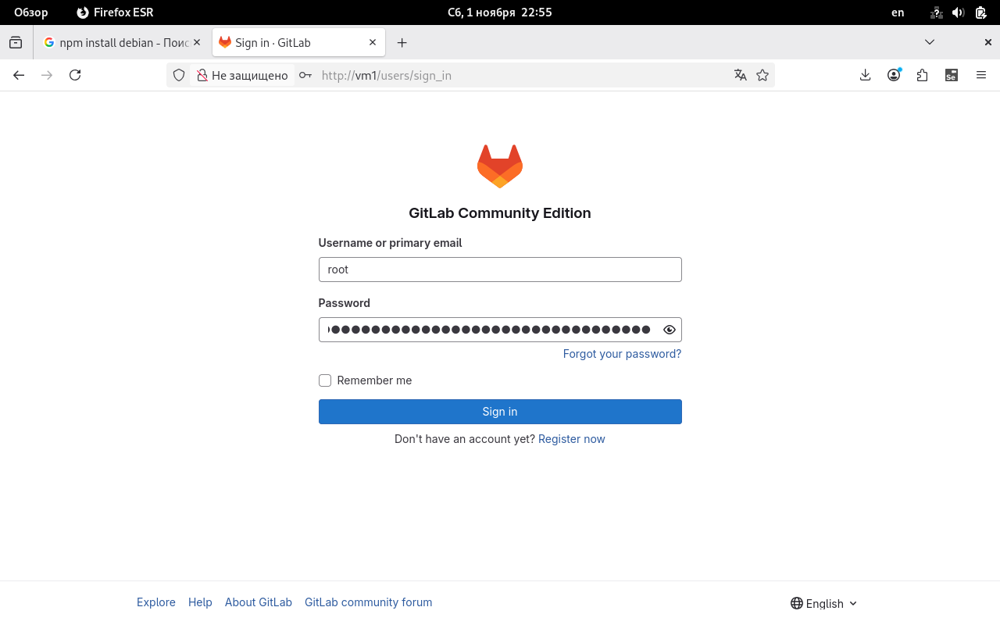 Обзор Firefox ESR Сб, 1 ноября 22:55 en
npm install debian - Поис Sign in · GitLab
Не защищено http://vm1/users/sign_in Se
GitLab Community Edition
Username or primary email
root
Password
Forgot your password?
Remember me
Sign in
Don't have an account yet? Register now
Explore Help About GitLab GitLab community forum English